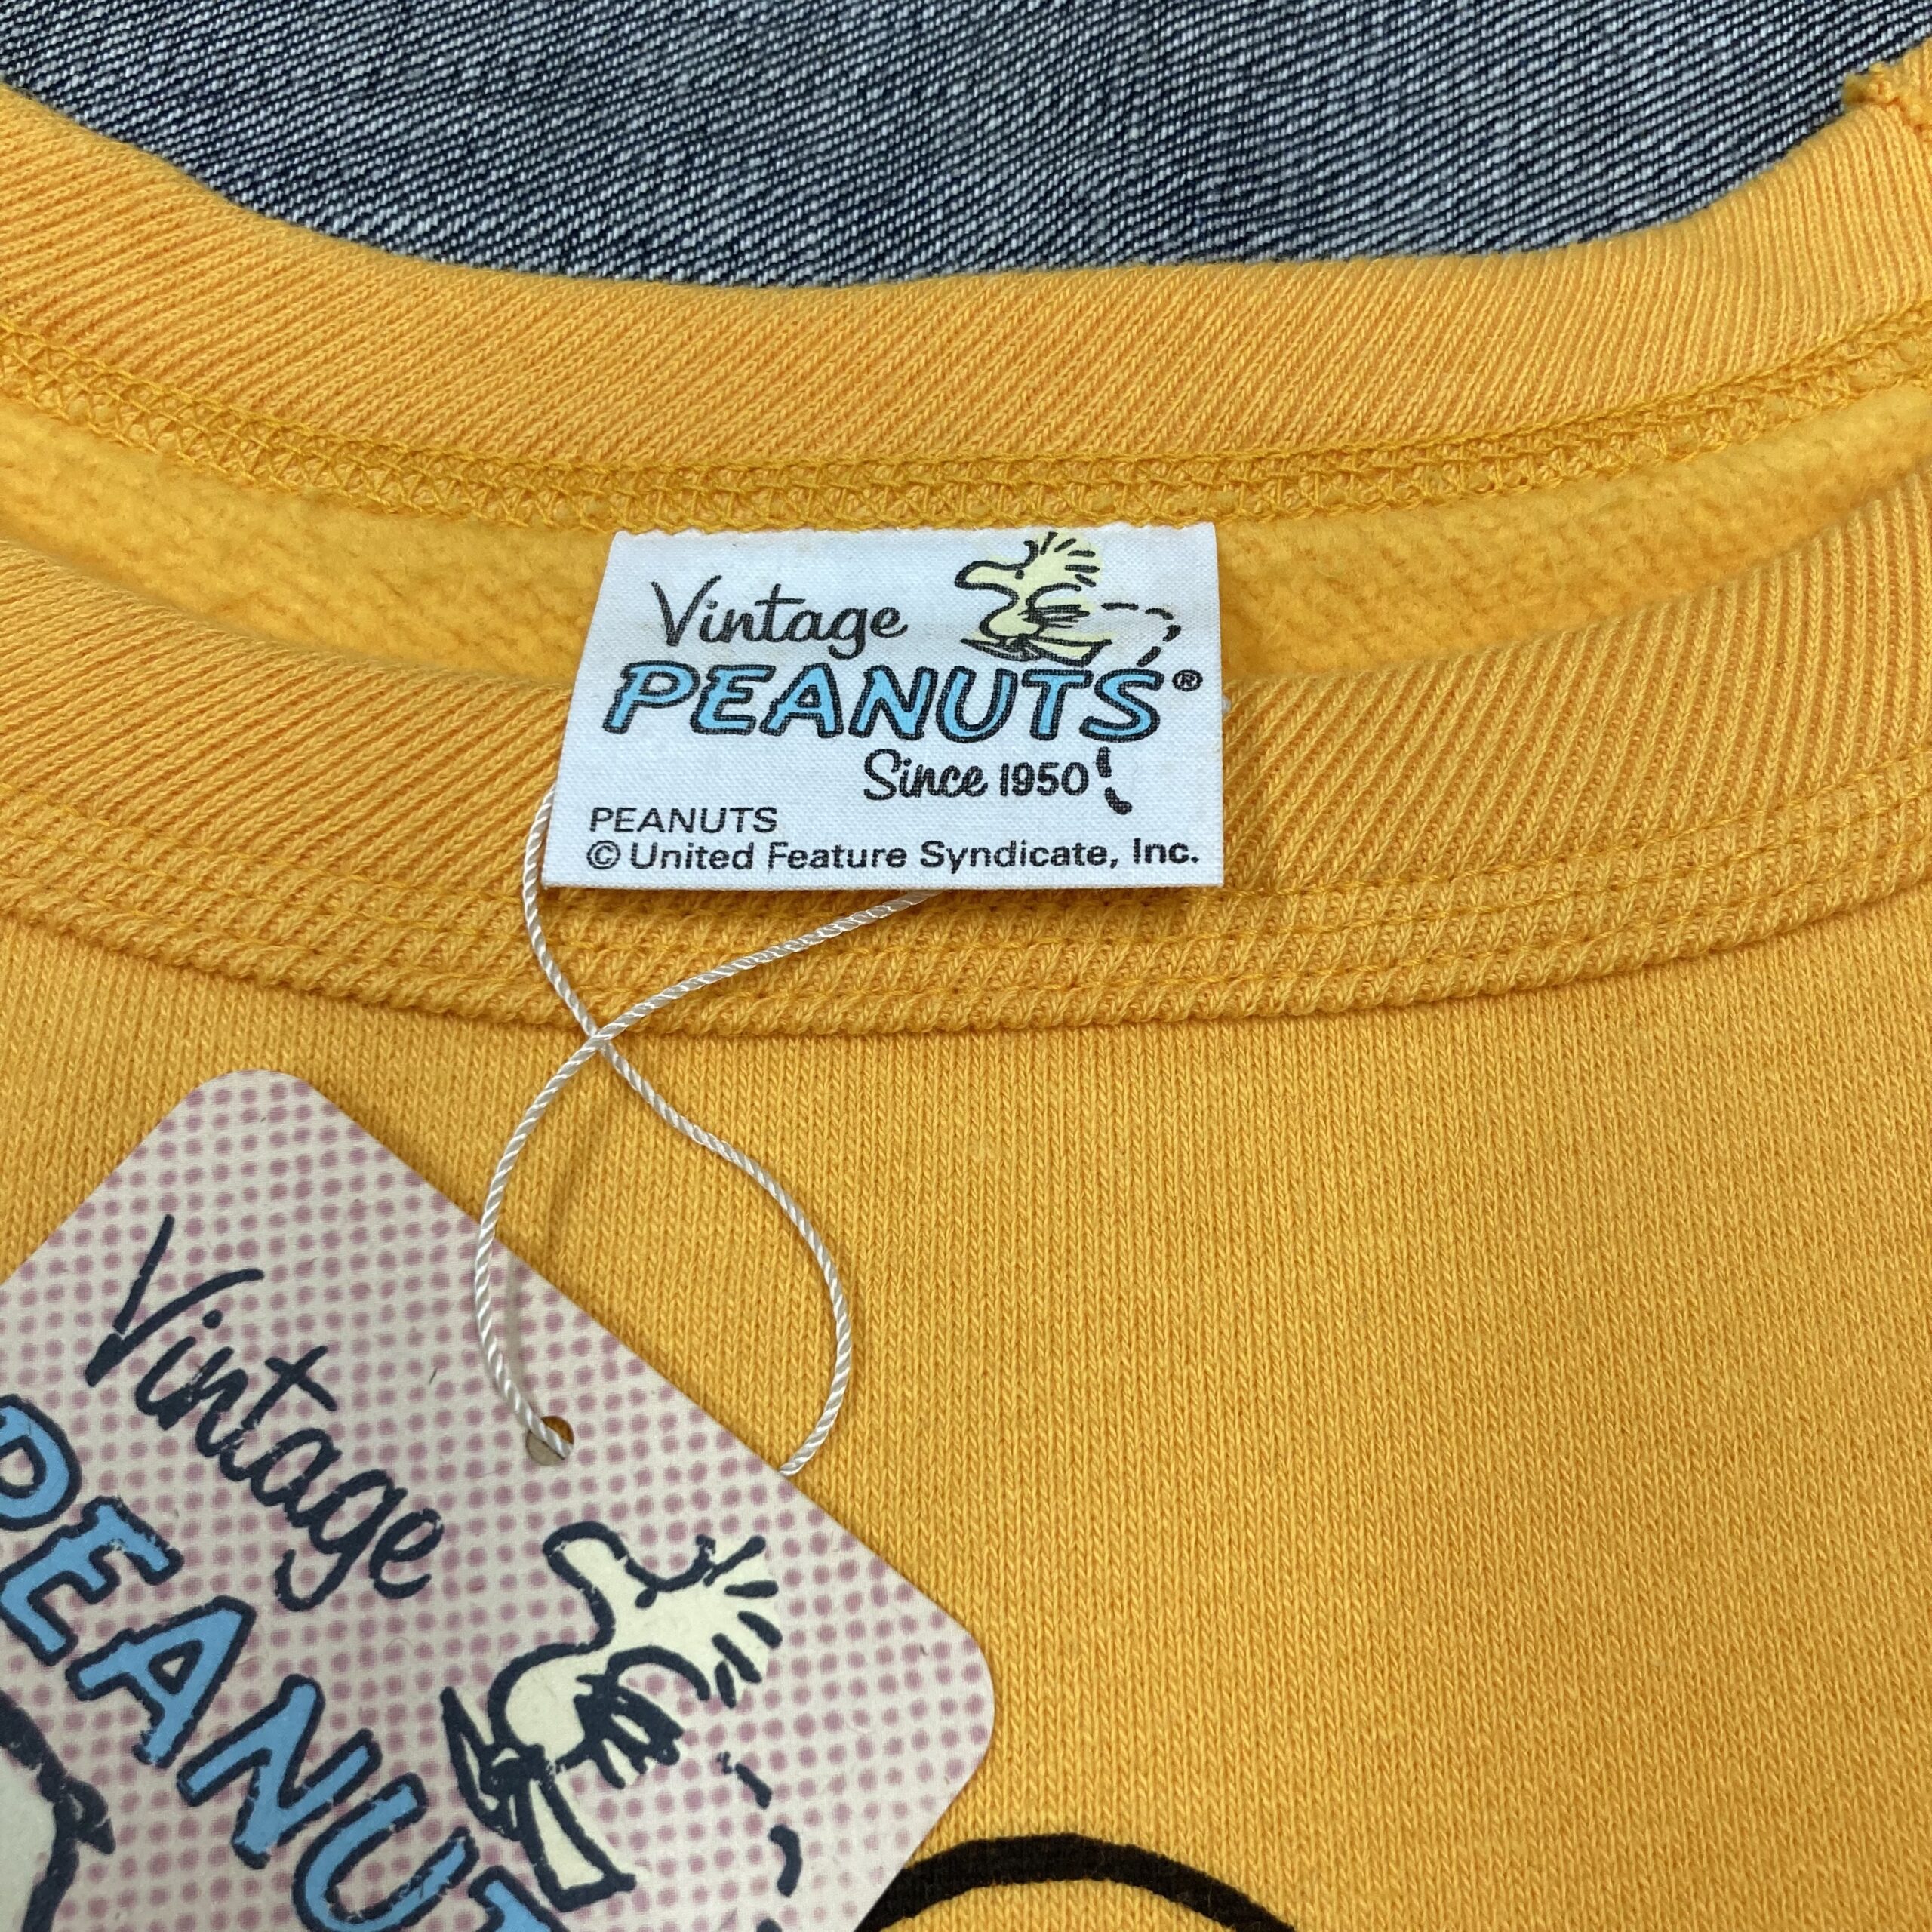 Vintage
PEANUTS®
Since 1950
PEANUTS
© United Feature Syndicate, Inc.
Vintage
PEANUT